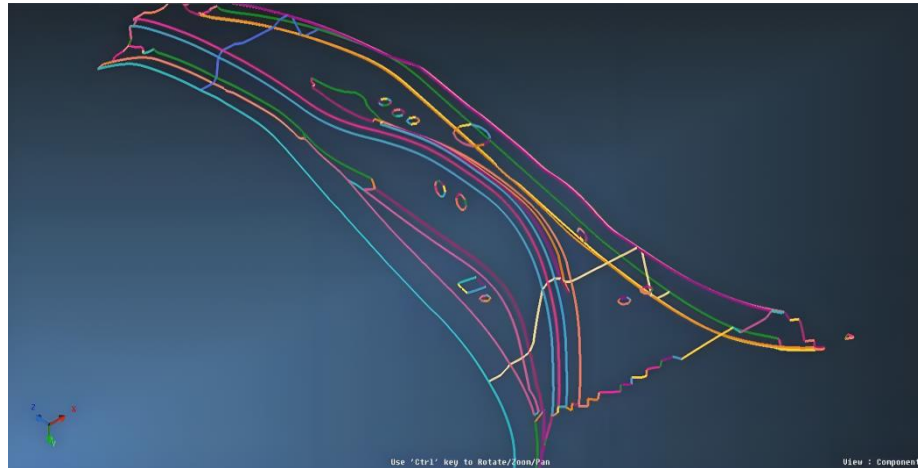 Z
X
Y
Use 'Ctrl' key to Rotate/Zoom/Pan
View : Component